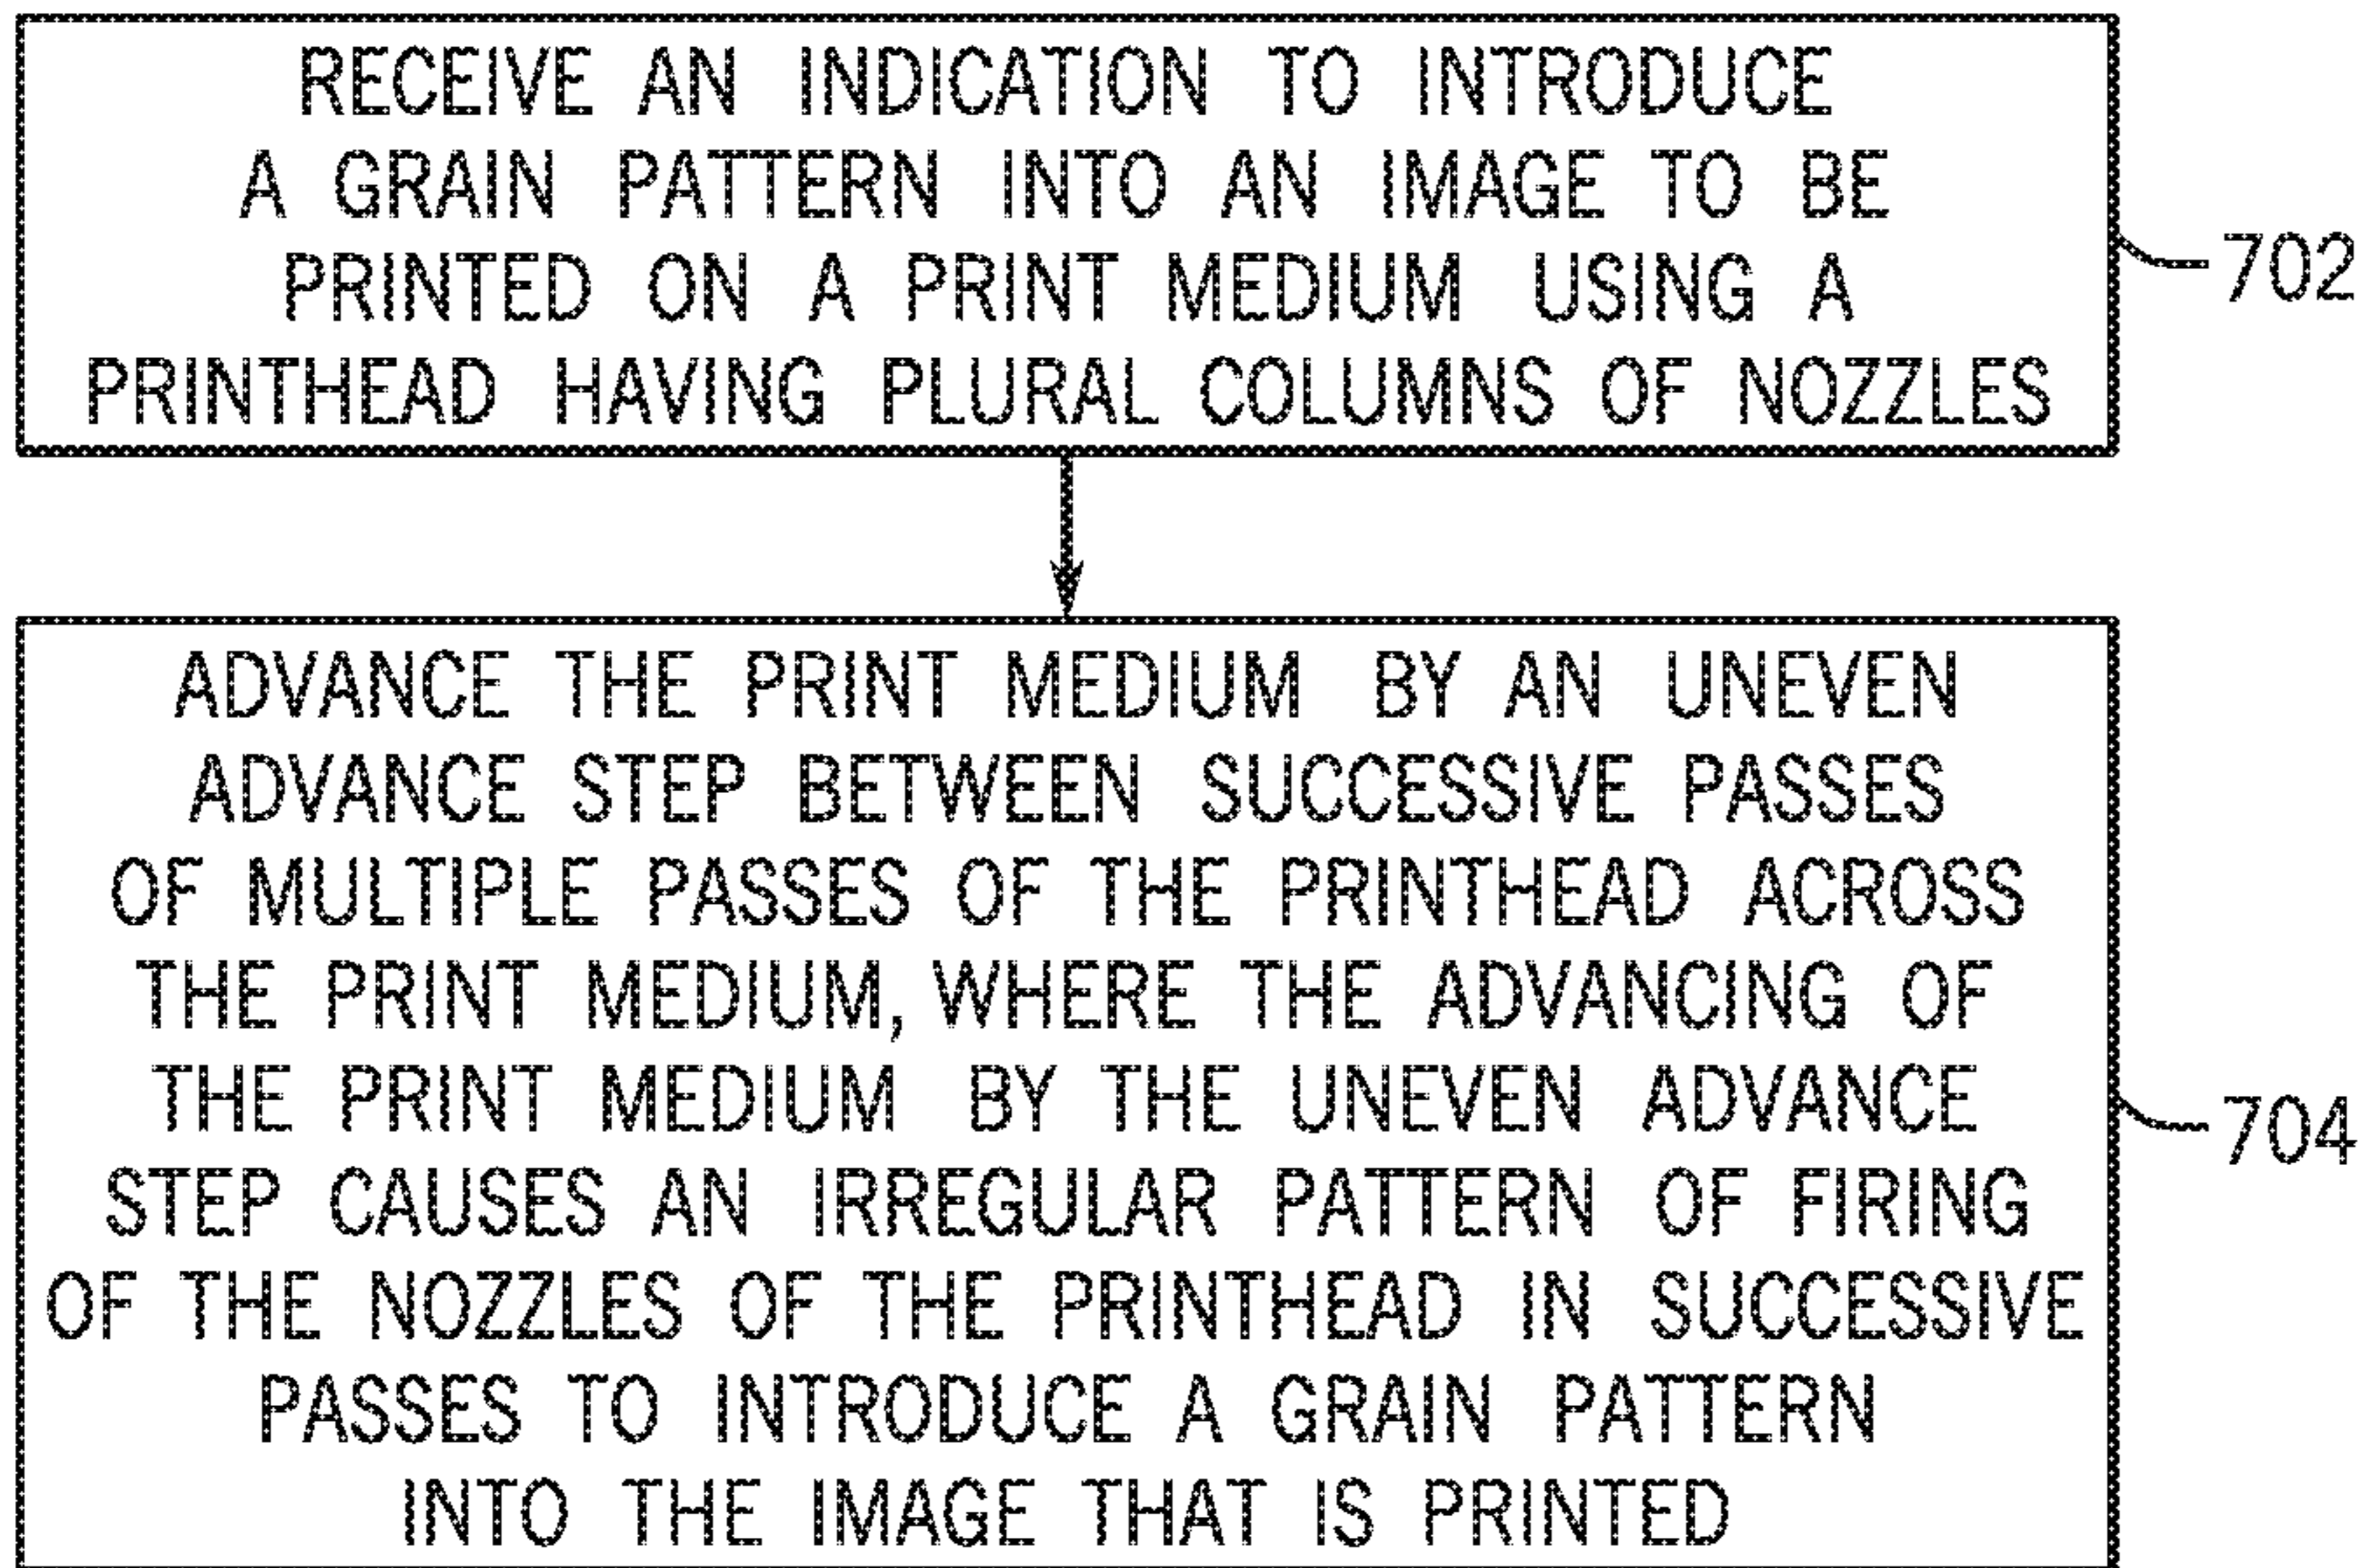 RECEIVE AN INDICATION TO INTRODUCE
A GRAIN PATTERN INTO AN IMAGE TO BE
PRINTED ON A PRINT MEDIUM USING A
PRINTHEAD HAVING PLURAL COLUMNS OF NOZZLES
702
ADVANCE THE PRINT MEDIUM BY AN UNEVEN
ADVANCE STEP BETWEEN SUCCESSIVE PASSES
OF MULTIPLE PASSES OF THE PRINTHEAD ACROSS
THE PRINT MEDIUM, WHERE THE ADVANCING OF
THE PRINT MEDIUM BY THE UNEVEN ADVANCE
STEP CAUSES AN IRREGULAR PATTERN OF FIRING
OF THE NOZZLES OF THE PRINTHEAD IN SUCCESSIVE
PASSES TO INTRODUCE A GRAIN PATTERN
INTO THE IMAGE THAT IS PRINTED
704